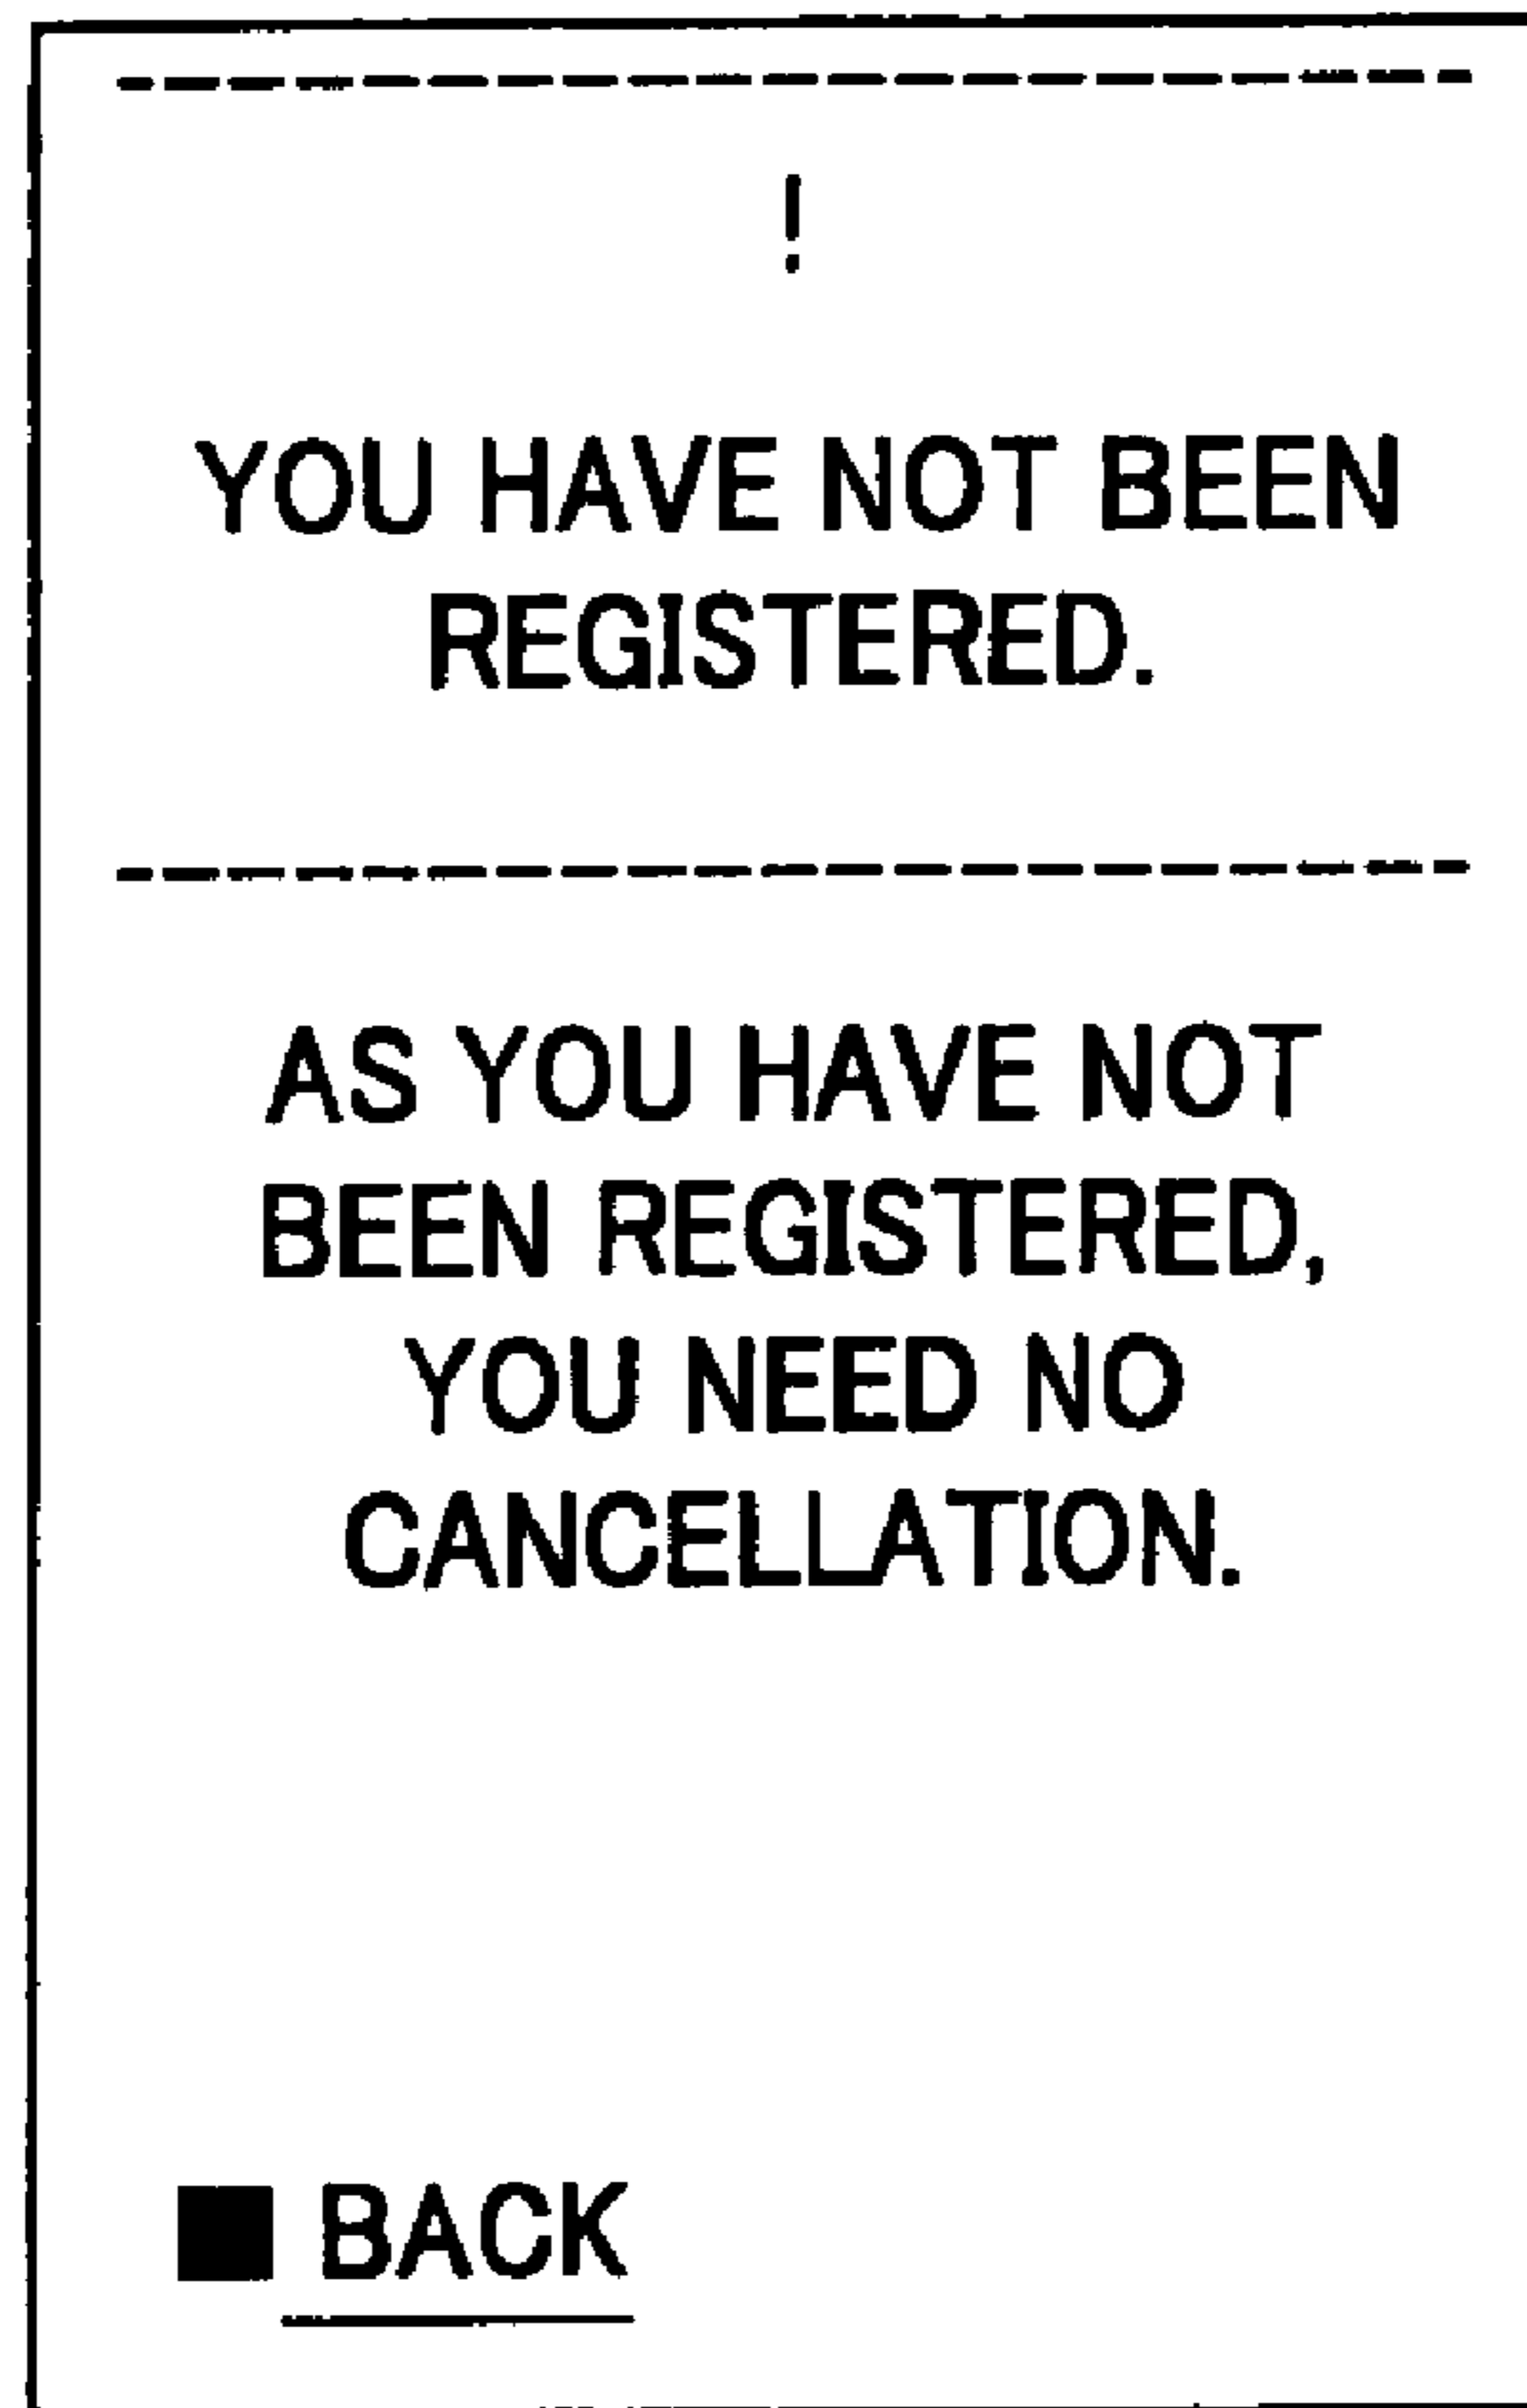 !
YOU HAVE NOT BEEN
REGISTERED.
AS YOU HAVE NOT
BEEN REGISTERED,
YOU NEED NO
CANCELLATION.
BACK